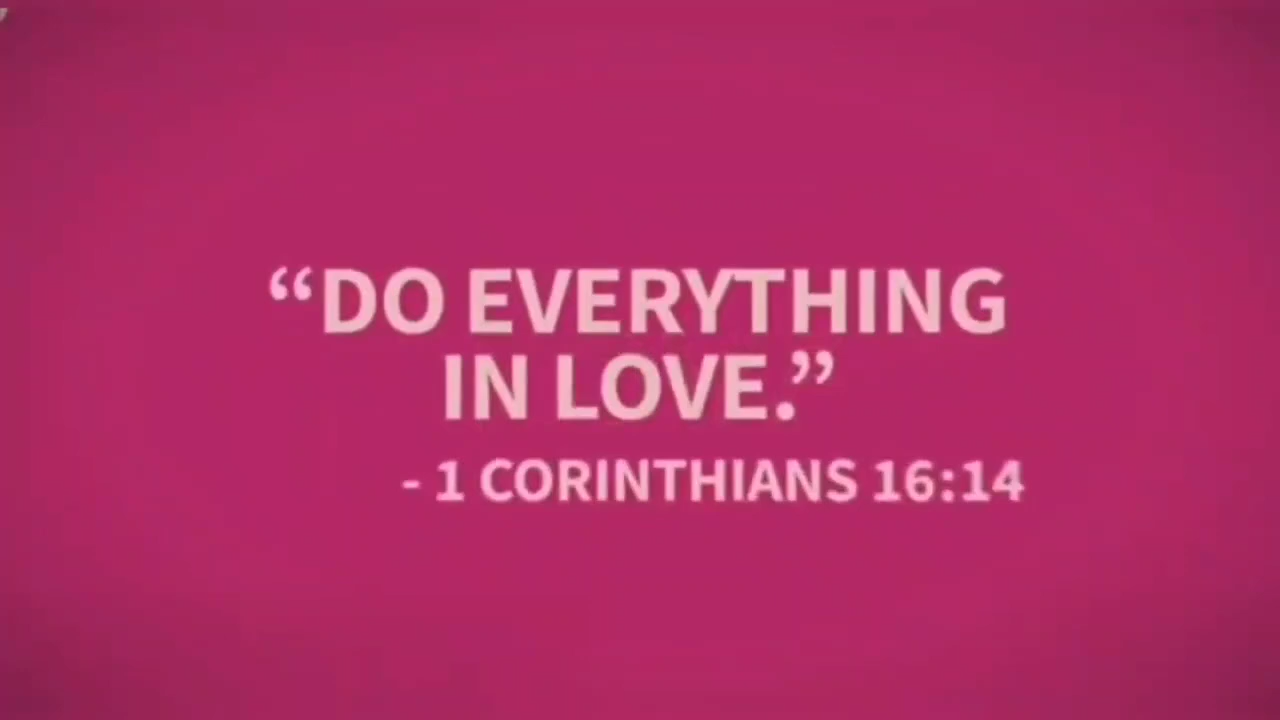 “DO EVERYTHING
IN LOVE.”
- 1 CORINTHIANS 16:14